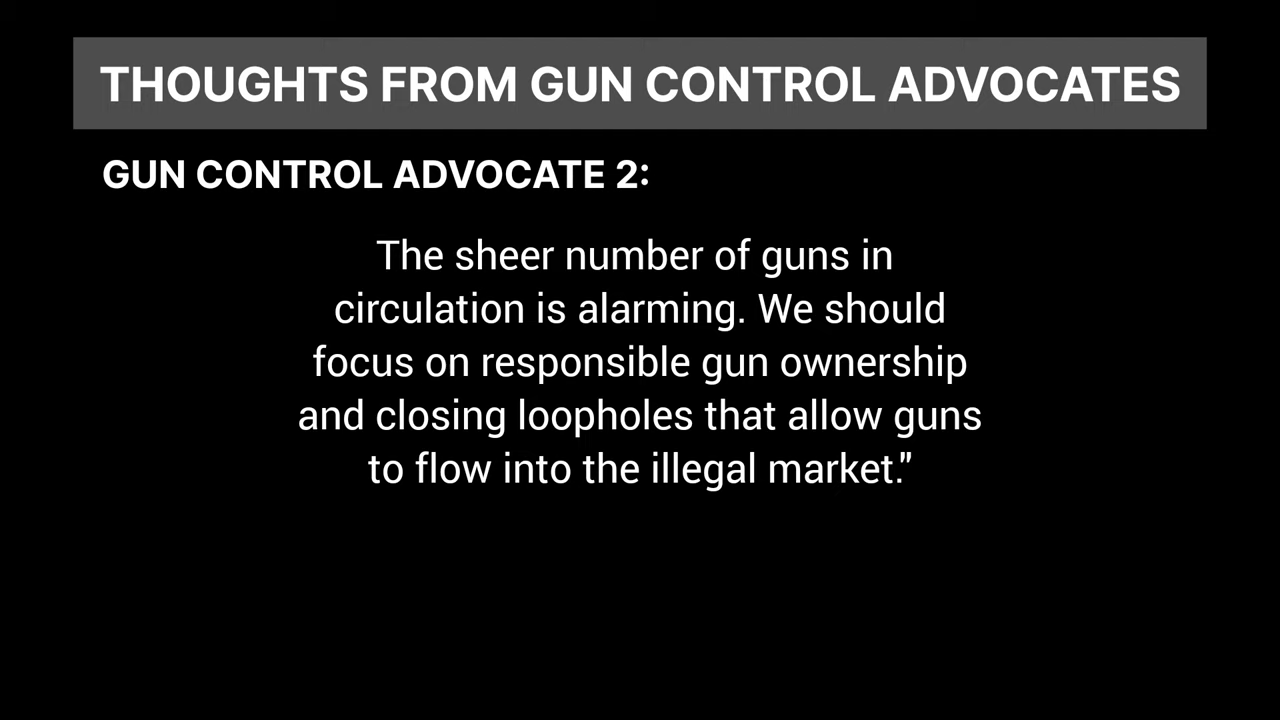 THOUGHTS FROM GUN CONTROL ADVOCATES
GUN CONTROL ADVOCATE 2:
The sheer number of guns in
circulation is alarming. We should
focus on responsible gun ownership
and closing loopholes that allow guns
to flow into the illegal market."